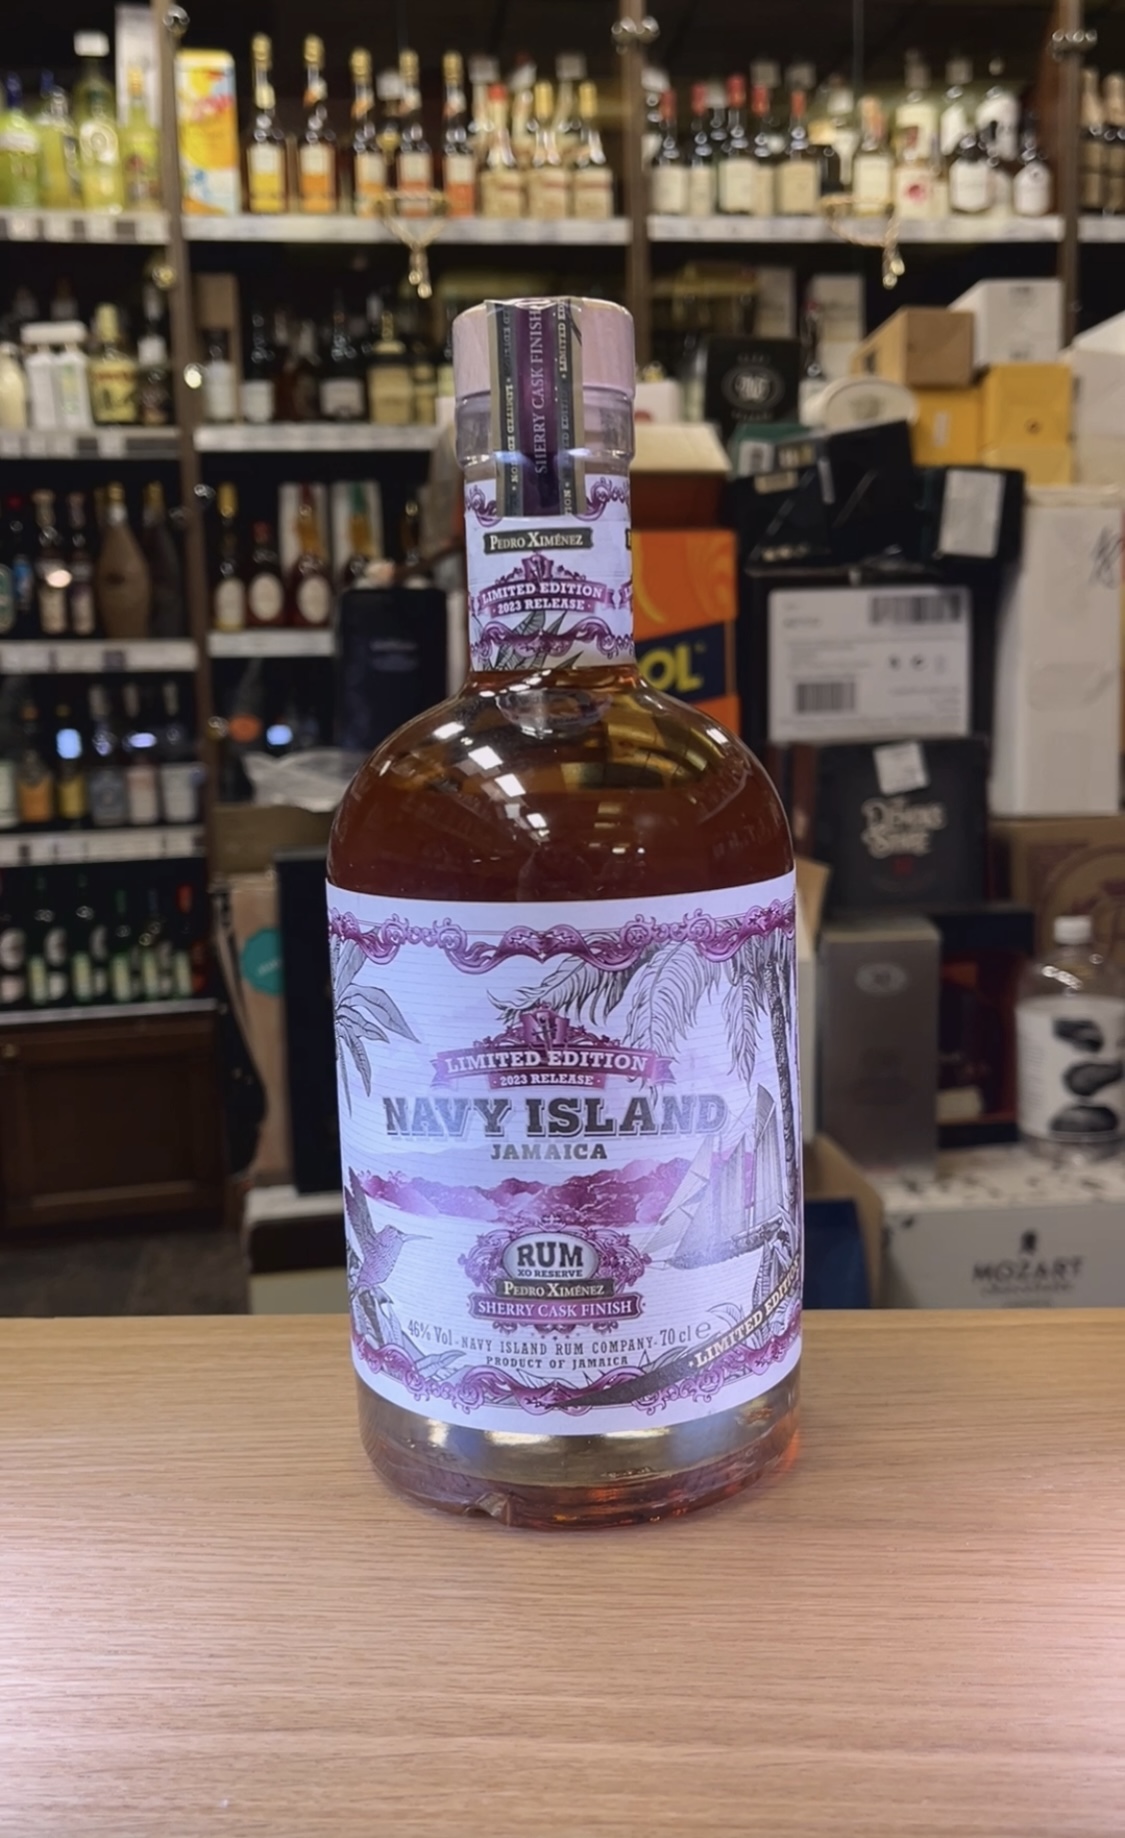 SHERRY CASK FINISH
LIMITED EDITION
PEDRO XIMÉNEZ
LIMITED EDITION
· 2023 RELEASE ·
LIMITED EDITION
· 2023 RELEASE ·
NAVY ISLAND
JAMAICA
RUM
XO RESERVE
PEDRO XIMÉNEZ
SHERRY CASK FINISH
46% Vol - NAVY ISLAND RUM COMPANY - 70 cl e
PRODUCT OF JAMAICA
· LIMITED EDITION
OL
MOZART